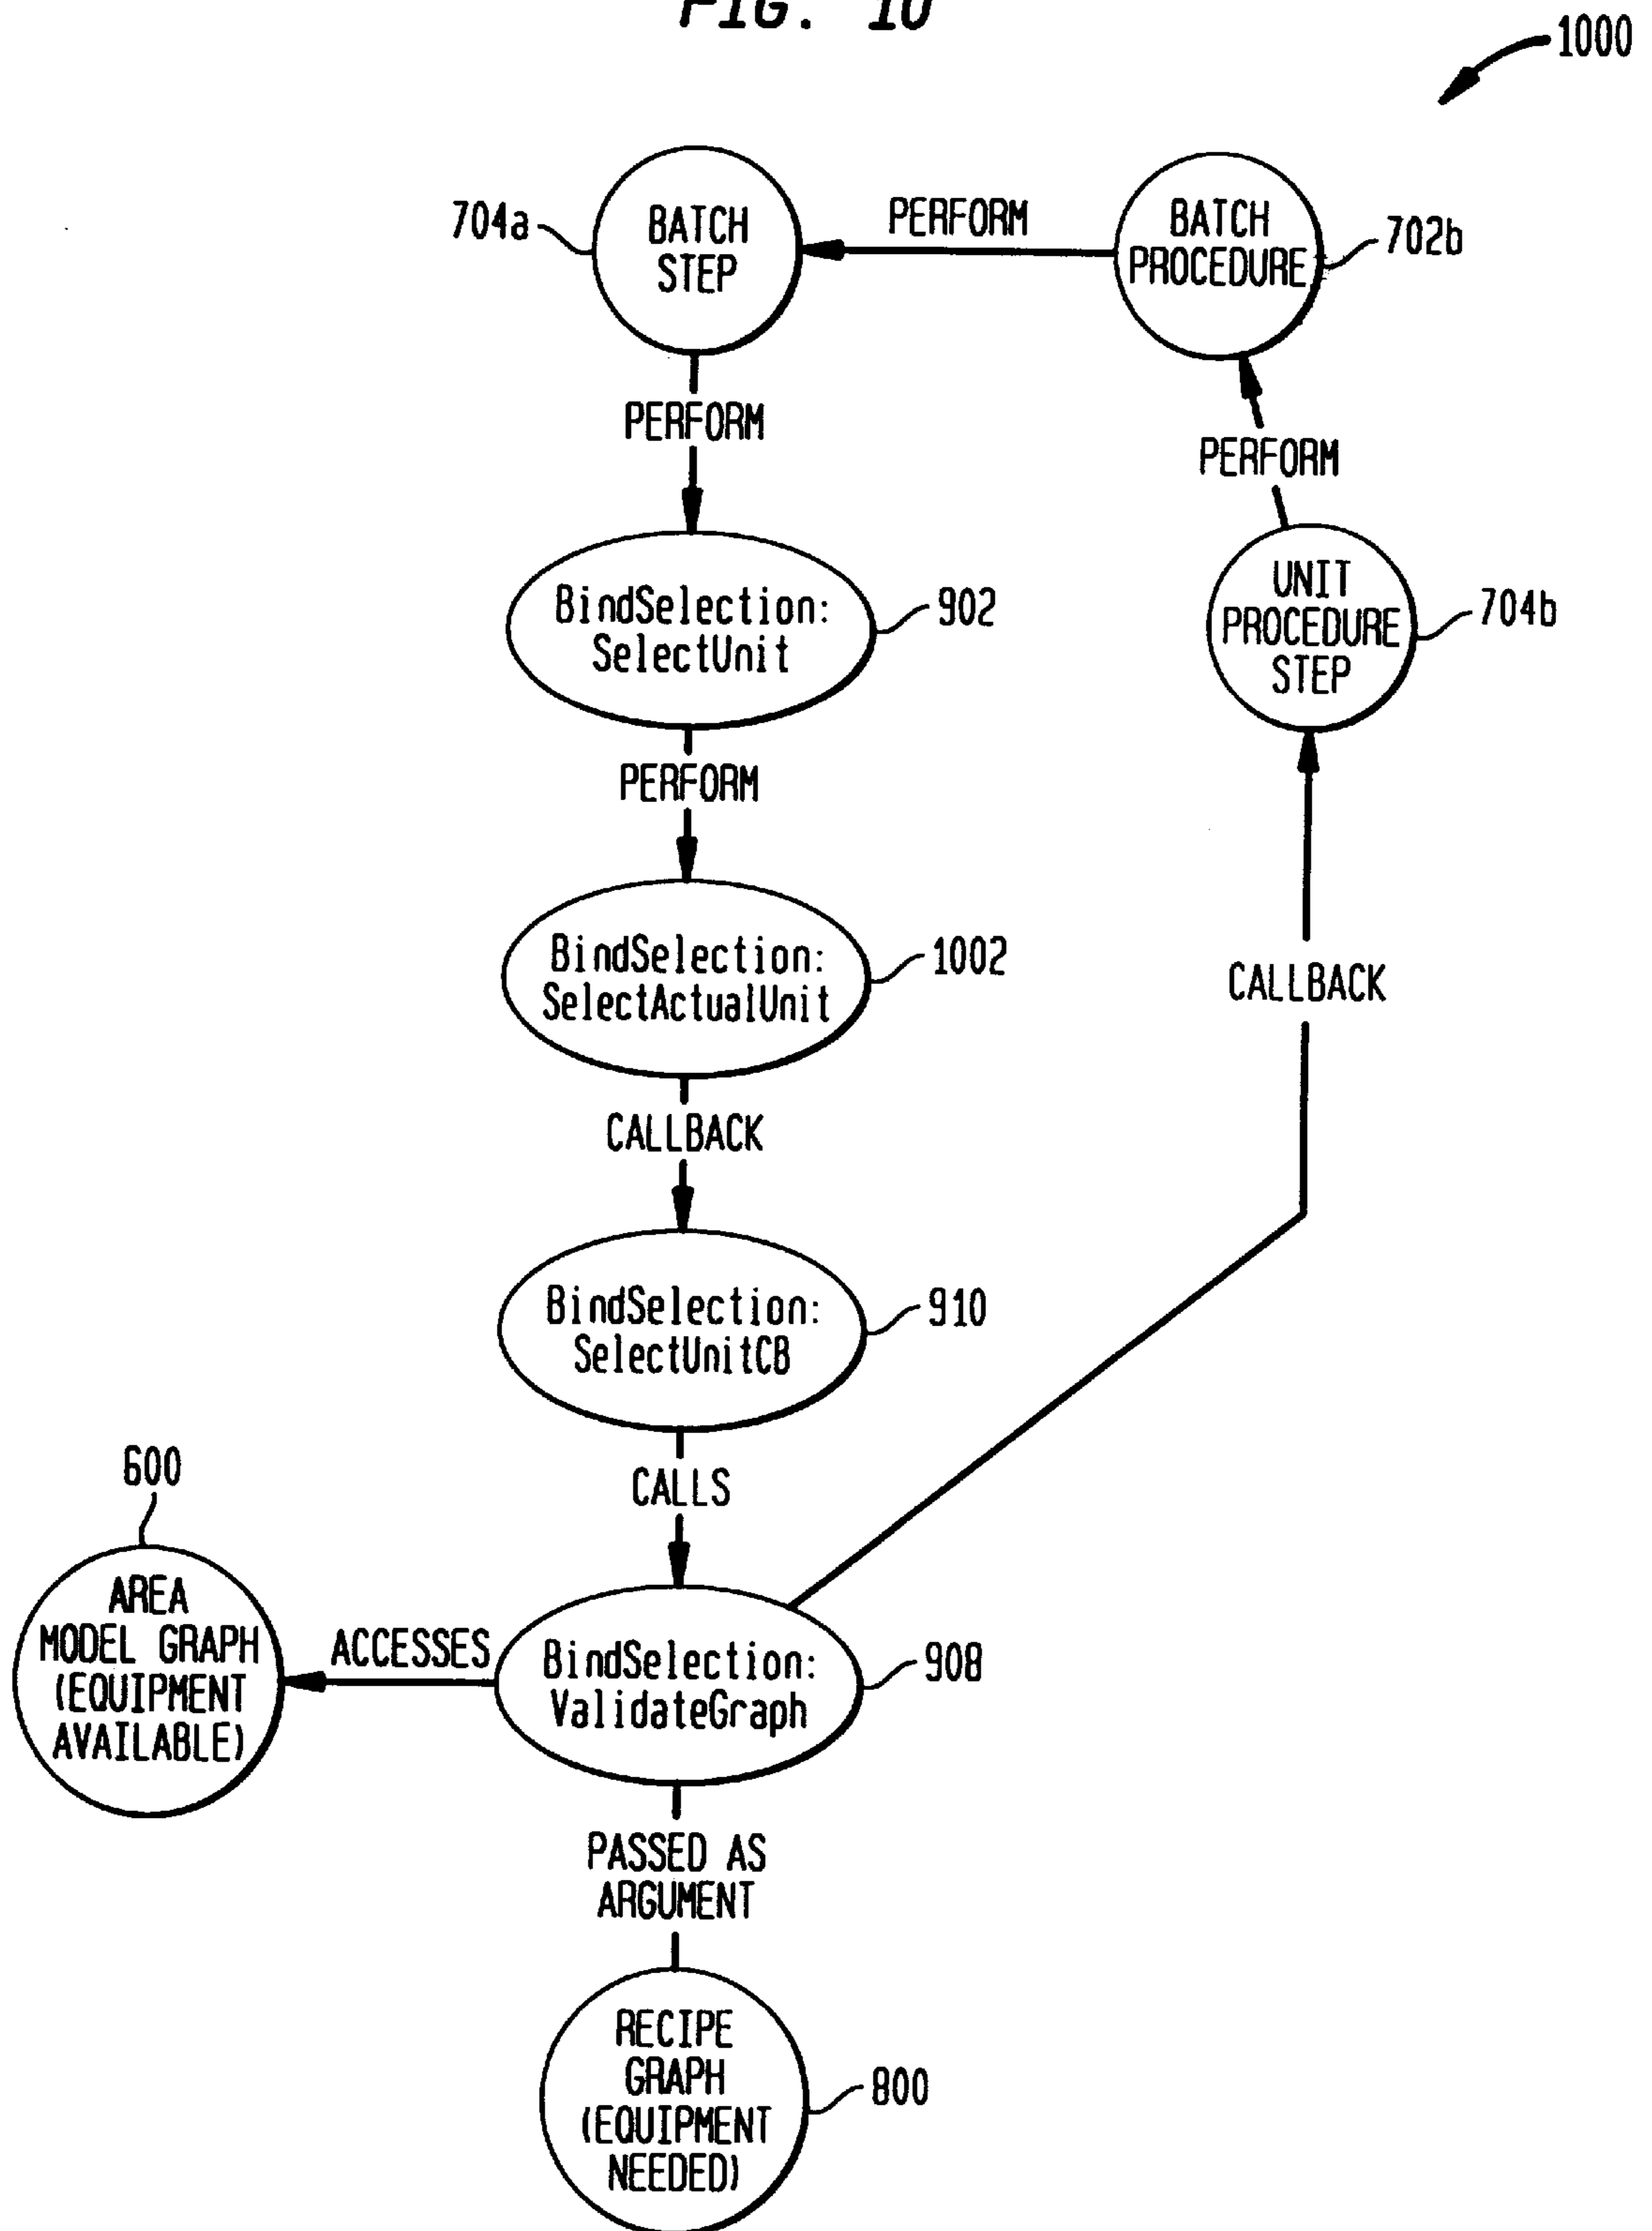 FIG. 10
1000
704a
BATCH
STEP
PERFORM
BATCH
PROCEDURE
702b
PERFORM
PERFORM
BindSelection:
SelectUnit
902
UNIT
PROCEDURE
STEP
704b
PERFORM
BindSelection:
SelectActualUnit
1002
CALLBACK
CALLBACK
BindSelection:
SelectUnitCB
910
CALLS
600
AREA
MODEL GRAPH
(EQUIPMENT
AVAILABLE)
ACCESSES
BindSelection:
ValidateGraph
908
PASSED AS
ARGUMENT
RECIPE
GRAPH
(EQUIPMENT
NEEDED)
800